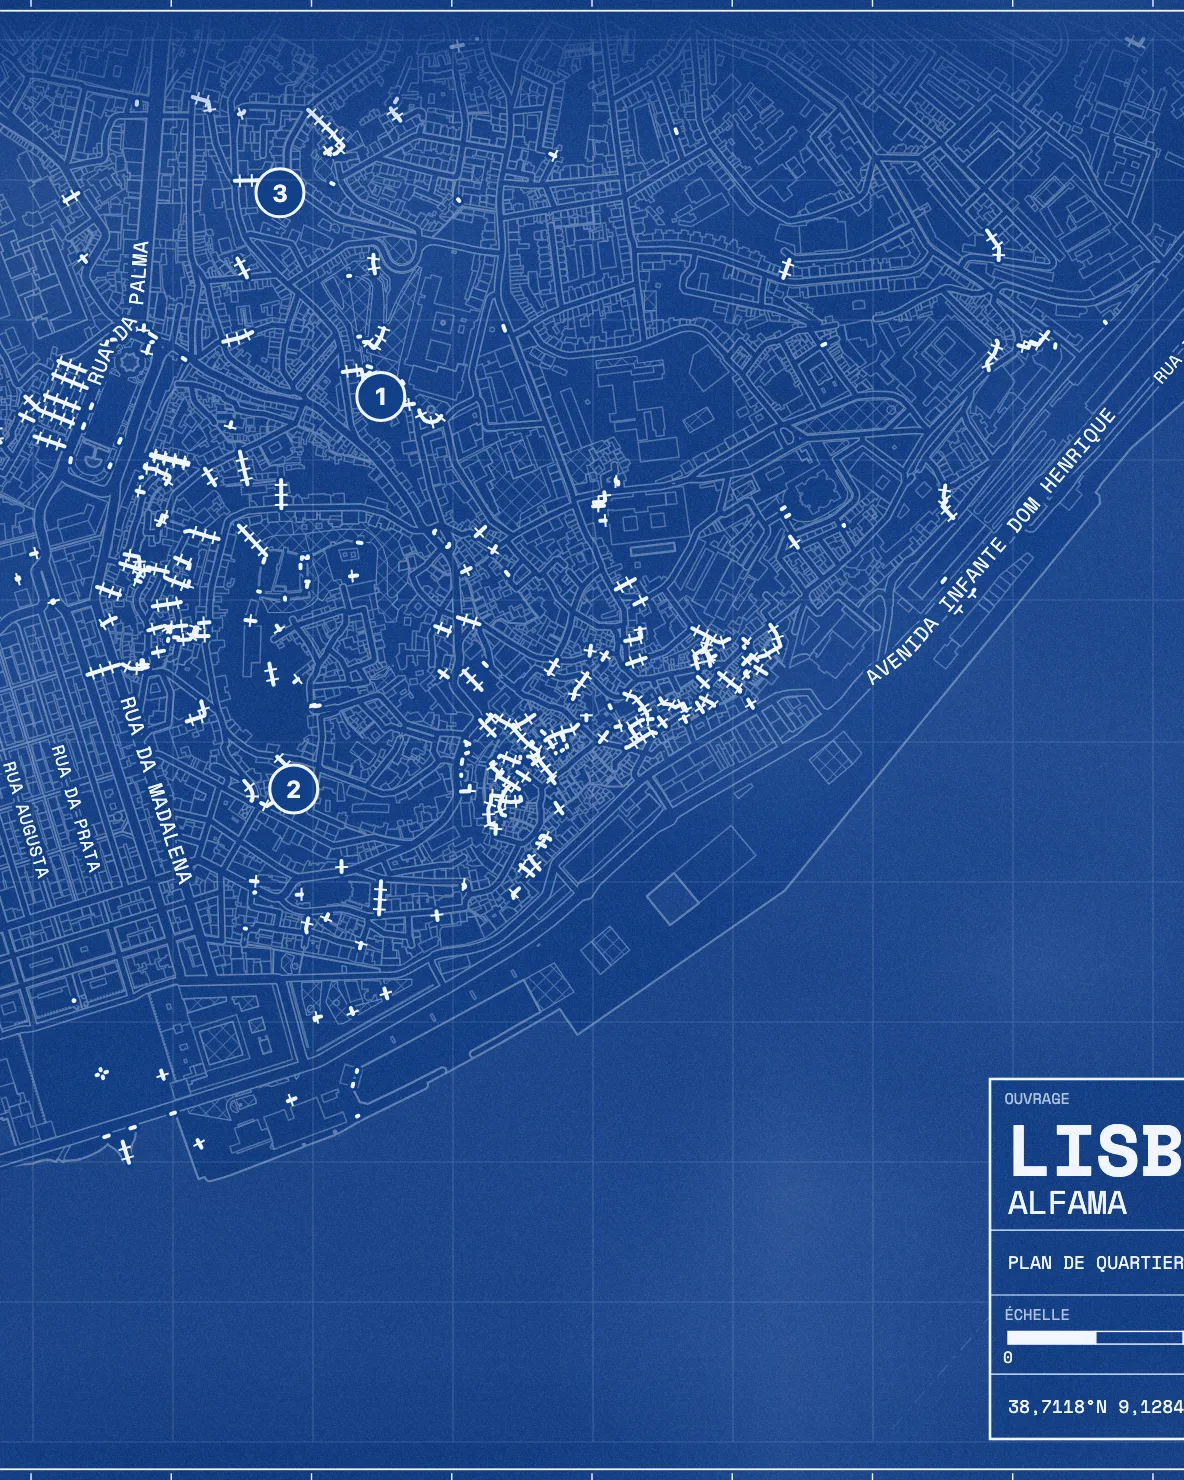 3
RUA DA PALMA
1
RUA
AVENIDA INFANTE DOM HENRIQUE
RUA DA MADALENA
RUA DA PRATA
RUA AUGUSTA
2
OUVRAGE
LISB
ALFAMA
PLAN DE QUARTIER
ÉCHELLE
0
38,7118°N 9,1284